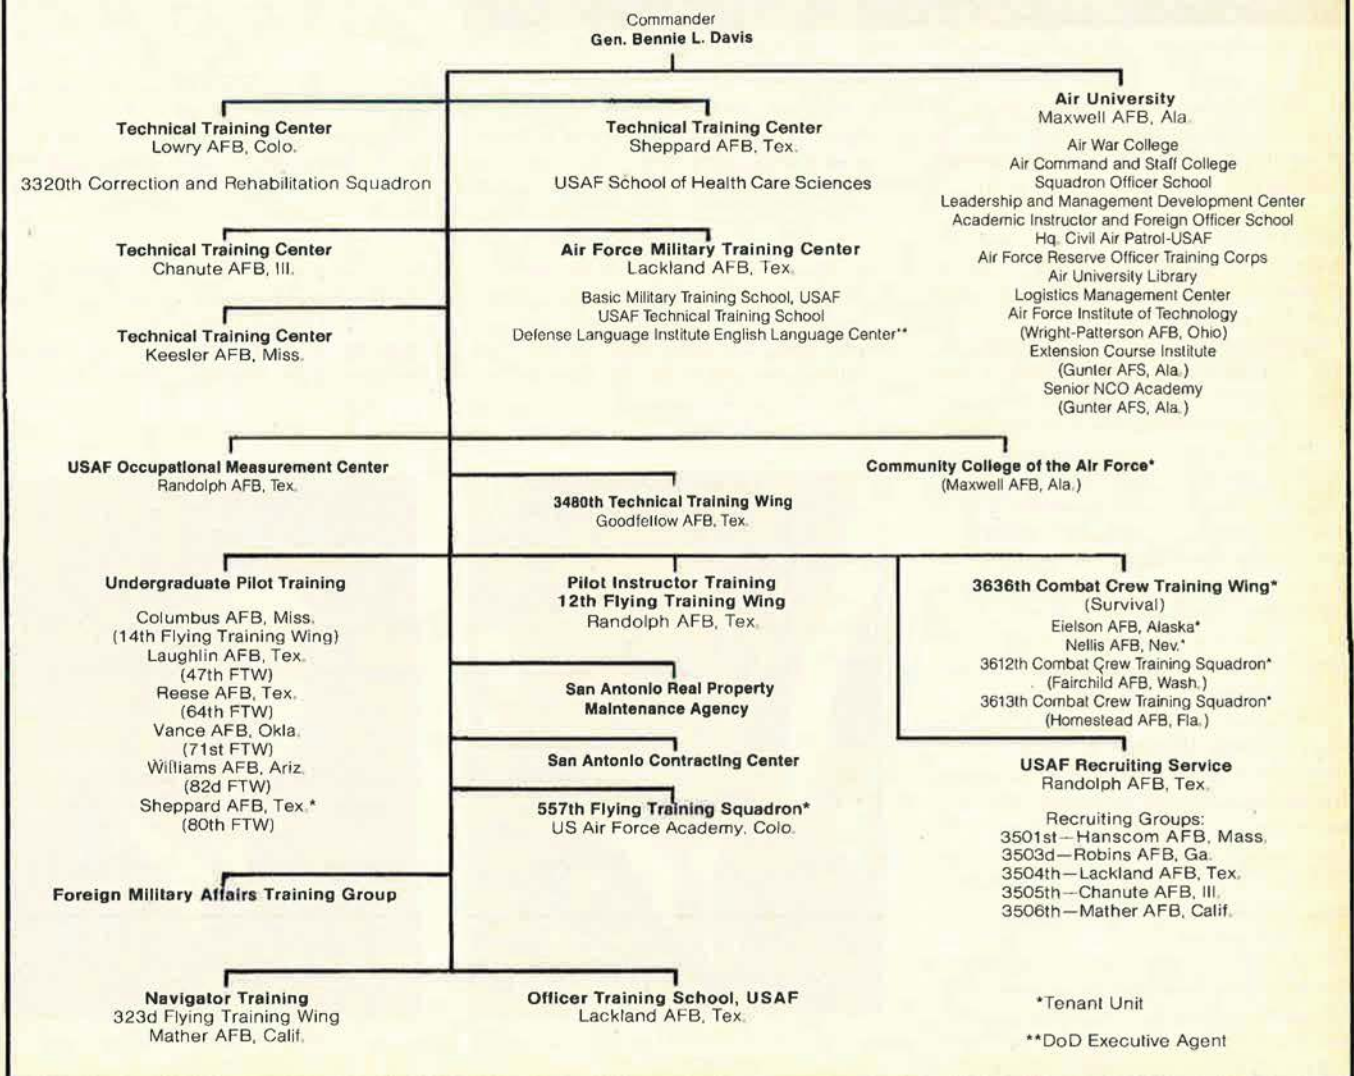 Commander
Gen. Bennie L. Davis
Technical Training Center
Lowry AFB, Colo.
3320th Correction and Rehabilitation Squadron
Technical Training Center
Sheppard AFB, Tex.
USAF School of Health Care Sciences
Air University
Maxwell AFB, Ala.
Air War College
Air Command and Staff College
Squadron Officer School
Leadership and Management Development Center
Academic Instructor and Foreign Officer School
Hq. Civil Air Patrol-USAF
Air Force Reserve Officer Training Corps
Air University Library
Logistics Management Center
Air Force Institute of Technology
(Wright-Patterson AFB, Ohio)
Extension Course Institute
(Gunter AFS, Ala.)
Senior NCO Academy
(Gunter AFS, Ala.)
Technical Training Center
Chanute AFB, Ill.
Air Force Military Training Center
Lackland AFB, Tex.
Basic Military Training School, USAF
USAF Technical Training School
Defense Language Institute English Language Center**
Technical Training Center
Keesler AFB, Miss.
USAF Occupational Measurement Center
Randolph AFB, Tex.
Community College of the Air Force*
(Maxwell AFB, Ala.)
3480th Technical Training Wing
Goodfellow AFB, Tex.
Undergraduate Pilot Training
Columbus AFB, Miss.
(14th Flying Training Wing)
Laughlin AFB, Tex.
(47th FTW)
Reese AFB, Tex.
(64th FTW)
Vance AFB, Okla.
(71st FTW)
Williams AFB, Ariz.
(82d FTW)
Sheppard AFB, Tex.*
(80th FTW)
Pilot Instructor Training
12th Flying Training Wing
Randolph AFB, Tex.
San Antonio Real Property
Maintenance Agency
San Antonio Contracting Center
557th Flying Training Squadron*
US Air Force Academy, Colo.
3636th Combat Crew Training Wing*
(Survival)
Eielson AFB, Alaska*
Nellis AFB, Nev.*
3612th Combat Crew Training Squadron*
(Fairchild AFB, Wash.)
3613th Combat Crew Training Squadron*
(Homestead AFB, Fla.)
USAF Recruiting Service
Randolph AFB, Tex.
Recruiting Groups:
3501st—Hanscom AFB, Mass.
3503d—Robins AFB, Ga.
3504th—Lackland AFB, Tex.
3505th—Chanute AFB, Ill.
3506th—Mather AFB, Calif.
Foreign Military Affairs Training Group
Navigator Training
323d Flying Training Wing
Mather AFB, Calif.
Officer Training School, USAF
Lackland AFB, Tex.
*Tenant Unit
**DoD Executive Agent